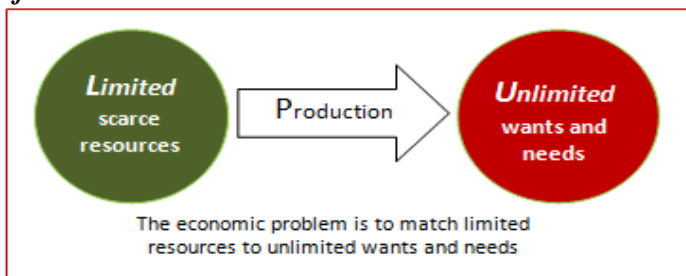 Limited
scarce
resources
Production
Unlimited
wants and
needs
The economic problem is to match limited
resources to unlimited wants and needs